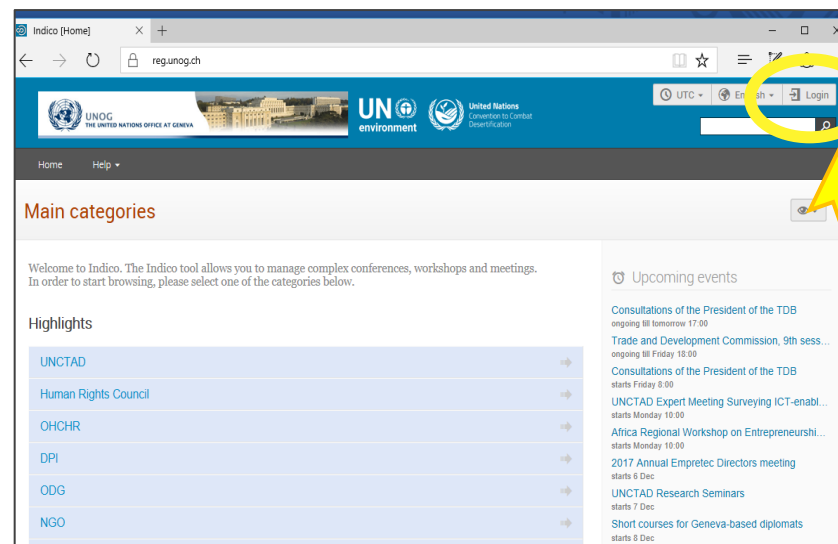 Indico [Home]
reg.unog.ch
UTC
English
Login
UNOG
THE UNITED NATIONS OFFICE AT GENEVA
UN
environment
United Nations
Convention to Combat
Desertification
Home Help
Main categories
Welcome to Indico. The Indico tool allows you to manage complex conferences, workshops and meetings.
In order to start browsing, please select one of the categories below.
Highlights
UNCTAD
Human Rights Council
OHCHR
DPI
ODG
NGO
Upcoming events
Consultations of the President of the TDB
ongoing till tomorrow 17:00
Trade and Development Commission, 9th sess...
ongoing till Friday 18:00
Consultations of the President of the TDB
starts Friday 8:00
UNCTAD Expert Meeting Surveying ICT-enabl...
starts Monday 10:00
Africa Regional Workshop on Entrepreneurshi...
starts Monday 10:00
2017 Annual Empretec Directors meeting
starts 6 Dec
UNCTAD Research Seminars
starts 7 Dec
Short courses for Geneva-based diplomats
starts 8 Dec